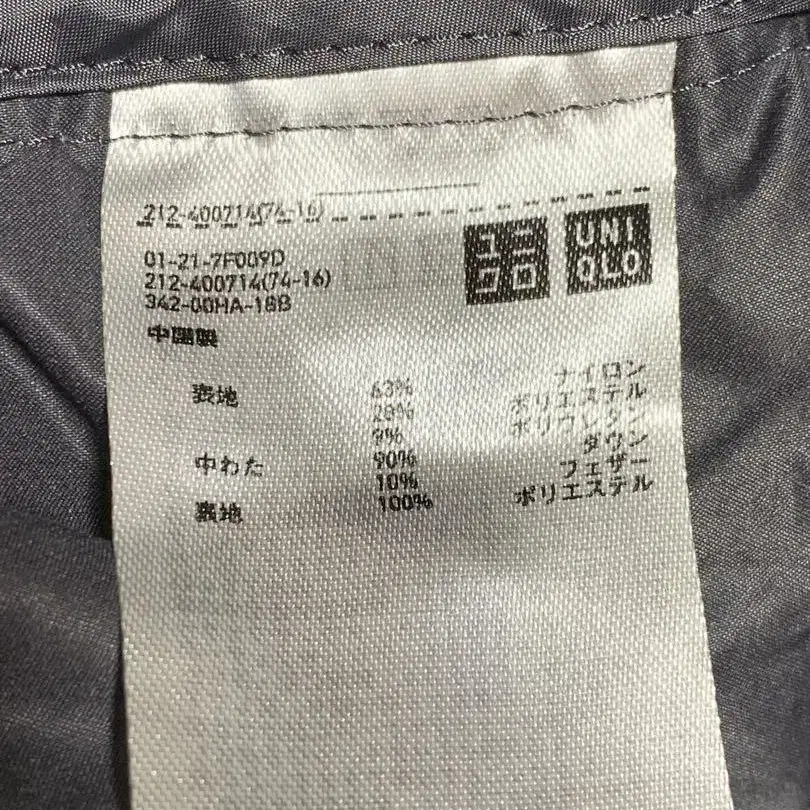 212-400714(74-16)
ユニ
クロ
UNI
QLO
01-21-7F009D
212-400714(74-16)
342-00HA-18B
中国製
表地 63% ナイロン
28% ポリエステル
9% ポリウレタン
中わた 90% ダウン
10% フェザー
裏地 100% ポリエステル